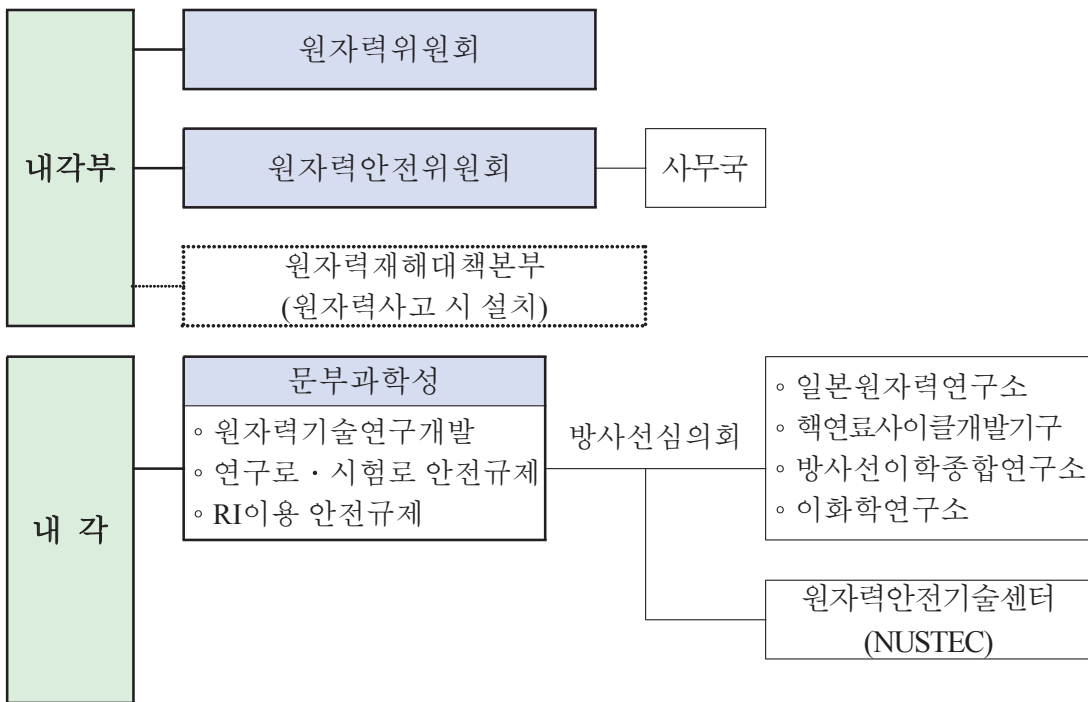 내각부
원자력위원회
원자력안전위원회
사무국
원자력재해대책본부
(원자력사고 시 설치)
내 각
문부과학성
◦ 원자력기술연구개발
◦ 연구로 · 시험로 안전규제
◦ RI이용 안전규제
방사선심의회
◦ 일본원자력연구소
◦ 핵연료사이클개발기구
◦ 방사선이학종합연구소
◦ 이화학연구소
원자력안전기술센터
(NUSTEC)